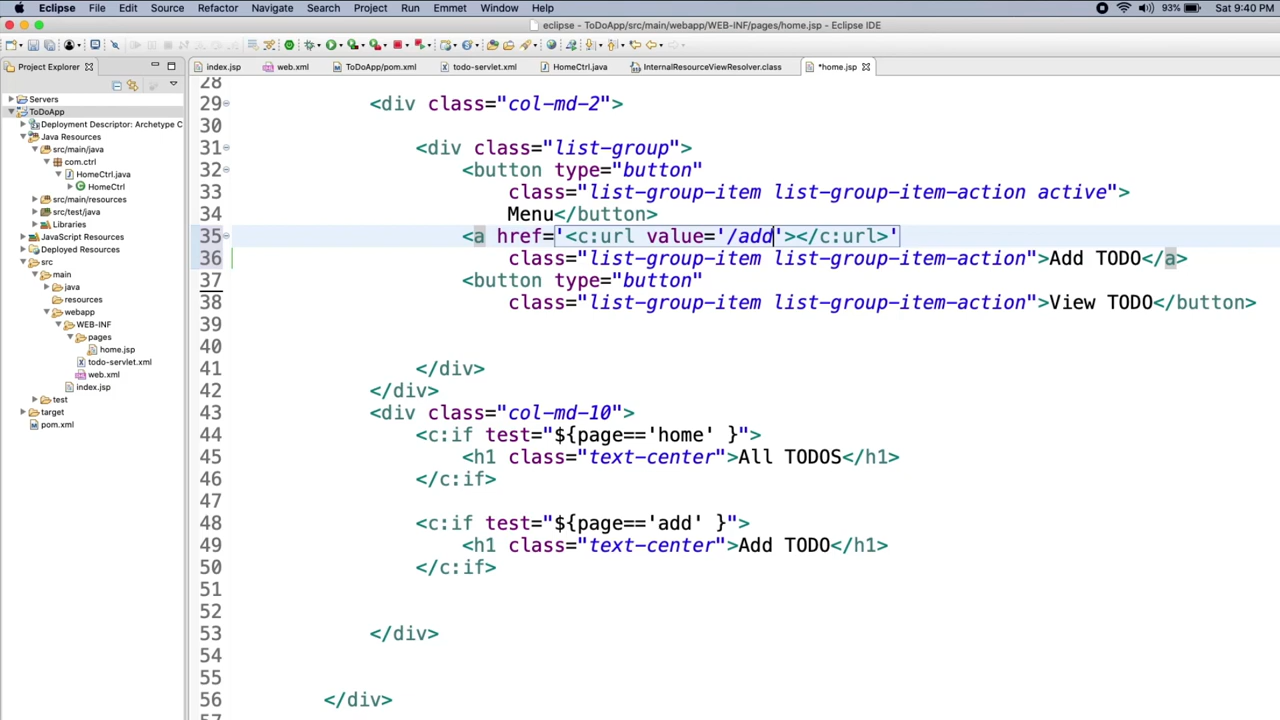 Eclipse File Edit Source Refactor Navigate Search Project Run Emmet Window Help 93% Sat 9:40 PM
eclipse - ToDoApp/src/main/webapp/WEB-INF/pages/home.jsp - Eclipse IDE
Project Explorer
index.jsp web.xml ToDoApp/pom.xml todo-servlet.xml HomeCtrl.java InternalResourceViewResolver.class *home.jsp
Servers
ToDoApp
Deployment Descriptor: Archetype C
Java Resources
src/main/java
com.ctrl
HomeCtrl.java
HomeCtrl
src/main/resources
src/test/java
Libraries
JavaScript Resources
Deployed Resources
src
main
java
resources
webapp
WEB-INF
pages
home.jsp
todo-servlet.xml
web.xml
index.jsp
test
target
pom.xml
28
29 <div class="col-md-2">
30
31 <div class="list-group">
32 <button type="button"
33 class="list-group-item list-group-item-action active">
34 Menu</button>
35 <a href='<c:url value='/add'></c:url>'
36 class="list-group-item list-group-item-action">Add TODO</a>
37 <button type="button"
38 class="list-group-item list-group-item-action">View TODO</button>
39
40
41 </div>
42 </div>
43 <div class="col-md-10">
44 <c:if test="${page=='home' }">
45 <h1 class="text-center">All TODOS</h1>
46 </c:if>
47
48 <c:if test="${page=='add' }">
49 <h1 class="text-center">Add TODO</h1>
50 </c:if>
51
52
53 </div>
54
55
56 </div>
57